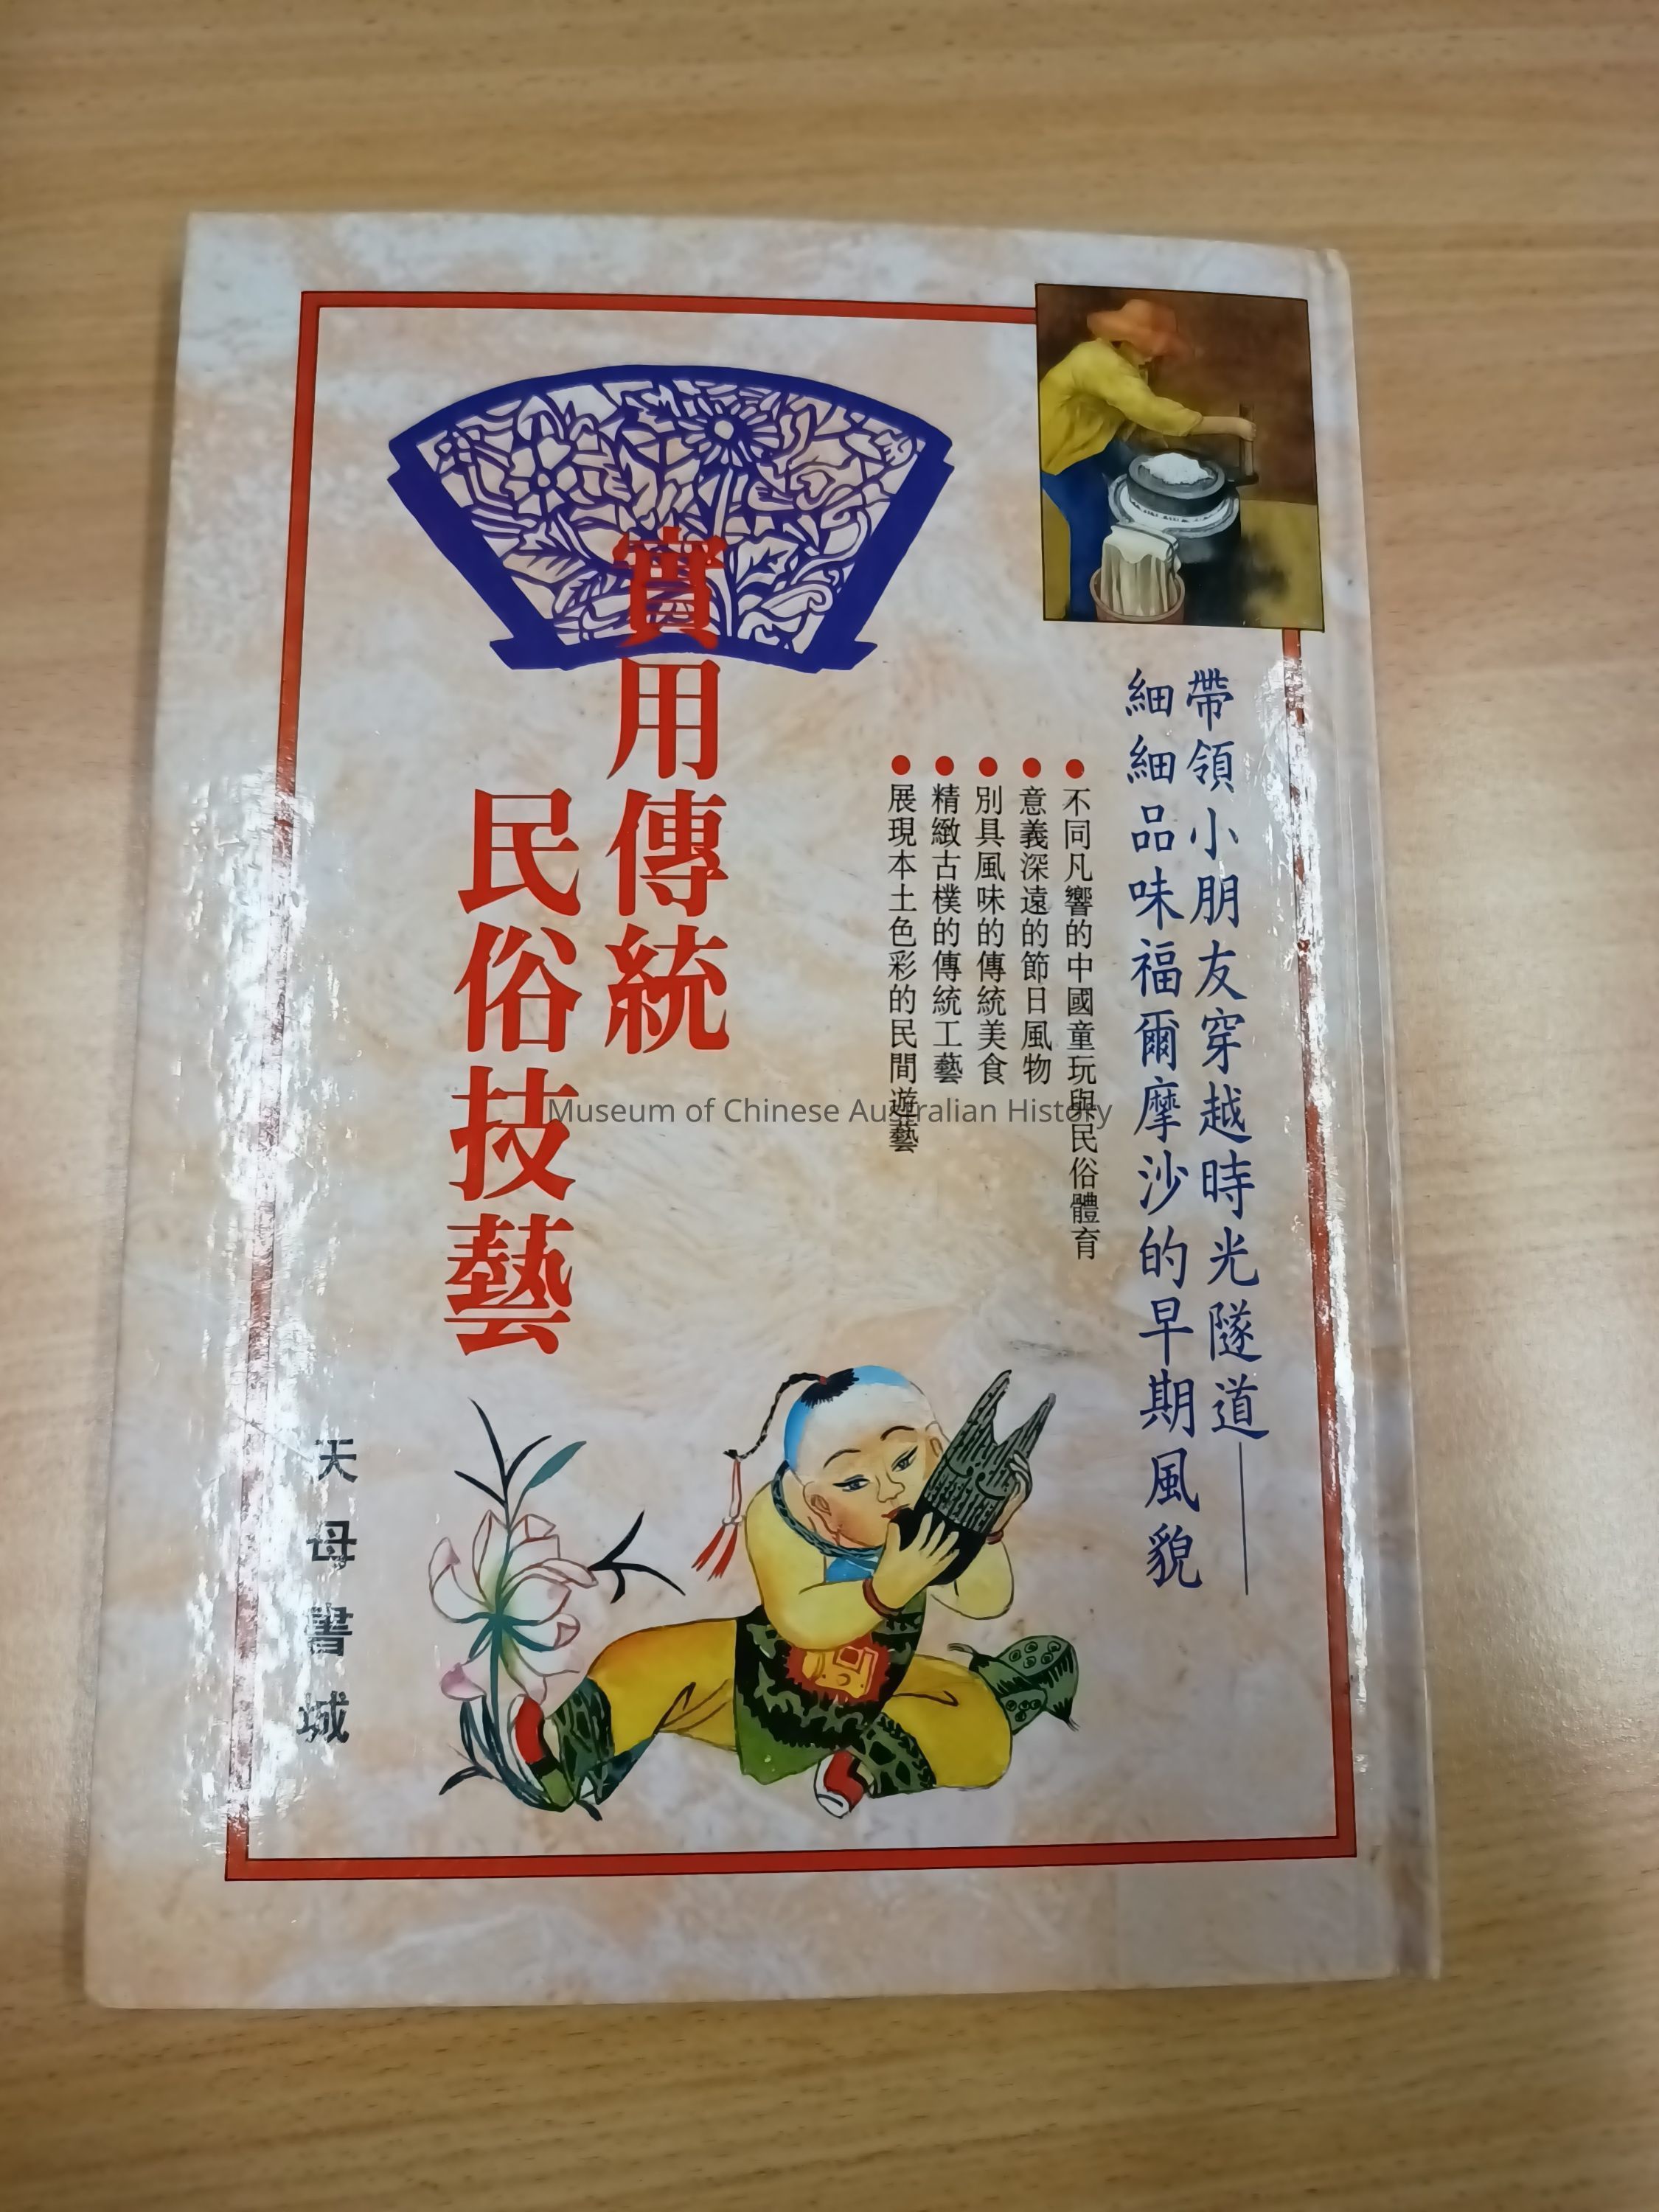 帶領小朋友穿越時光隧道——
細細品味福爾摩沙的早期風貌
●不同凡響的中國童玩與民俗體育
●意義深遠的節日風物
●別具風味的傳統美食
●精緻古樸的傳統工藝
●展現本土色彩的民間遊藝
實用傳統
民俗技藝
天母書城
Museum of Chinese Australian History